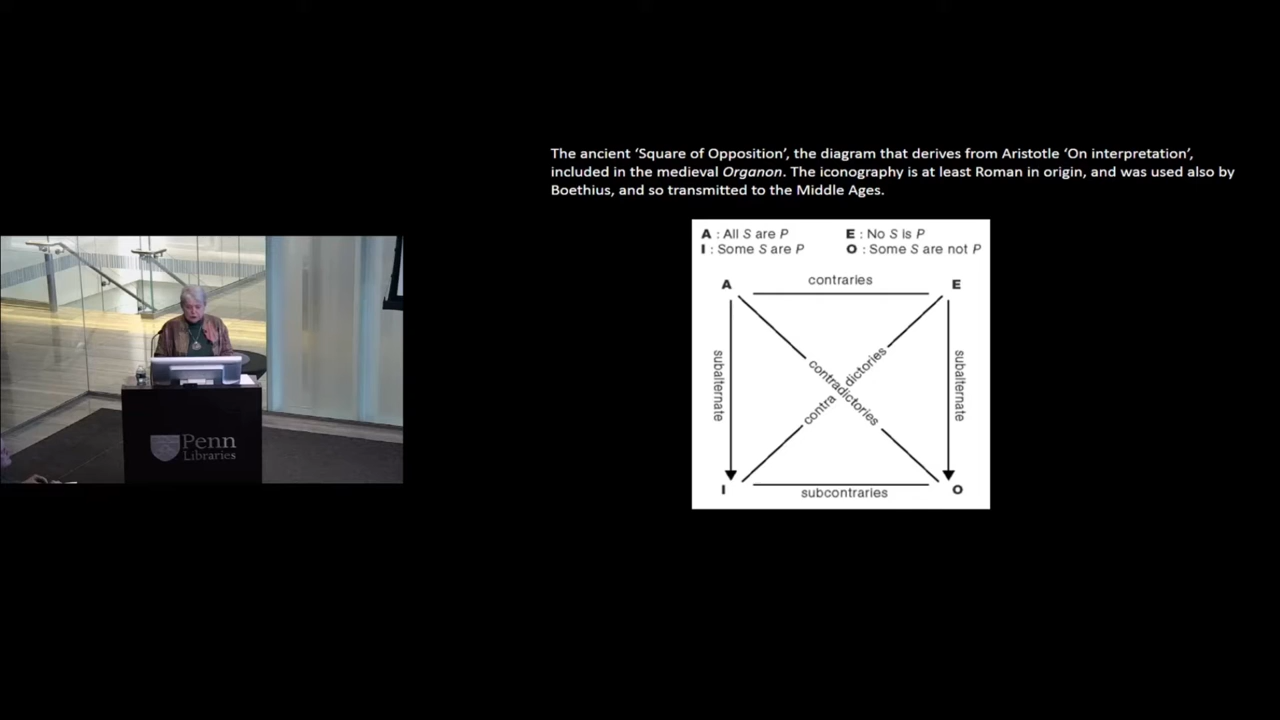 The ancient ‘Square of Opposition’, the diagram that derives from Aristotle ‘On interpretation’,
included in the medieval Organon. The iconography is at least Roman in origin, and was used also by
Boethius, and so transmitted to the Middle Ages.
A : All S are P
E : No S is P
I : Some S are P
O : Some S are not P
A
contraries
E
subalternate
contradictories
contradictories
subalternate
I
subcontraries
O
Penn
Libraries